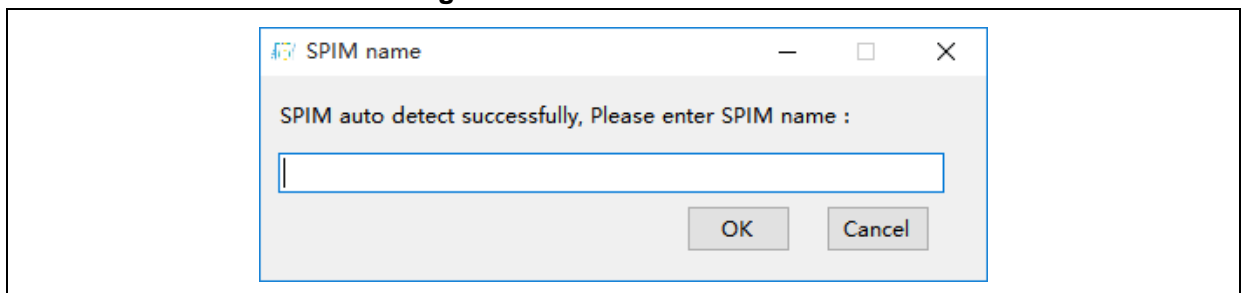 SPIM name
SPIM auto detect successfully, Please enter SPIM name :
OK
Cancel